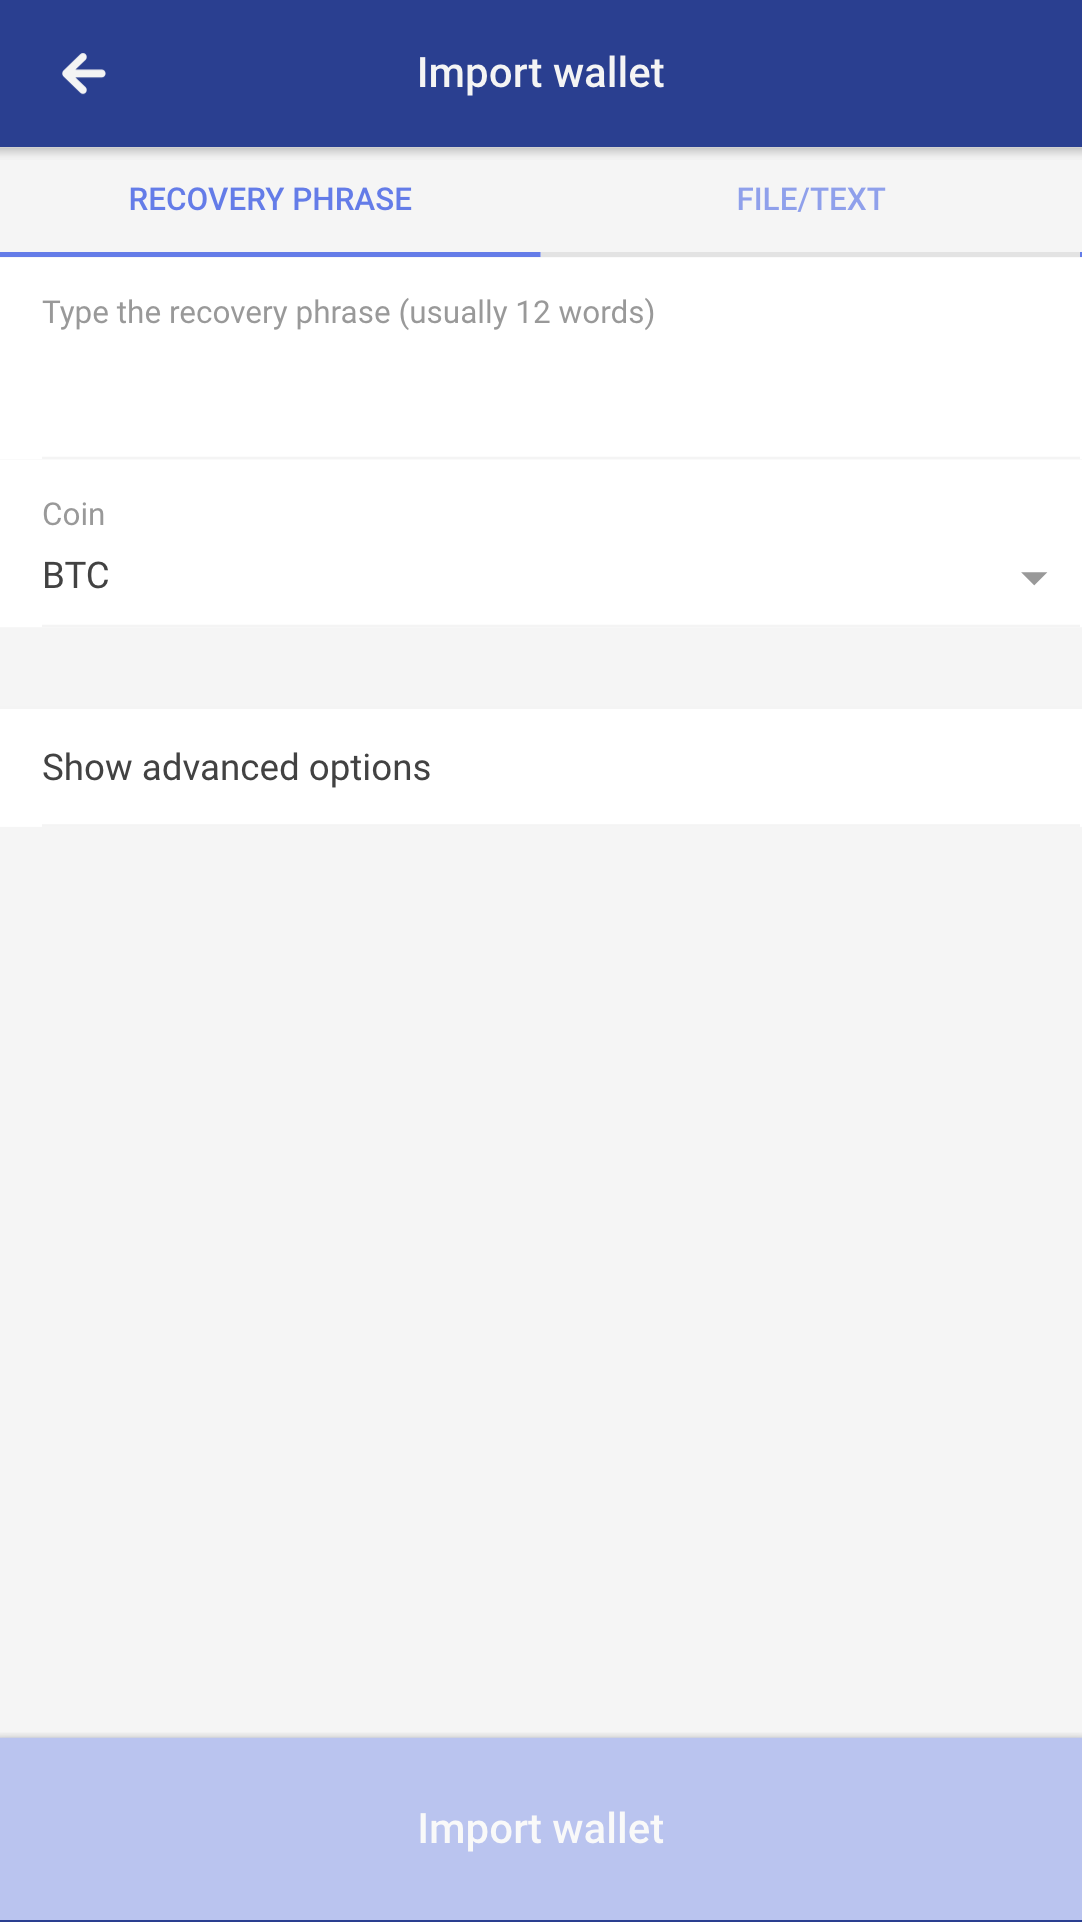 Import wallet
RECOVERY PHRASE
FILE/TEXT
Type the recovery phrase (usually 12 words)
Coin
BTC
Show advanced options
Import wallet